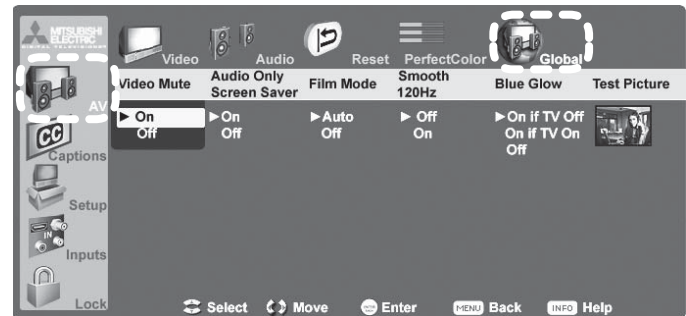 MITSUBISHI
ELECTRIC
DIGITAL TELEVISION
Video Audio Reset PerfectColor Global
AV
Captions
Setup
Inputs
Lock
Video Mute Audio Only Screen Saver Film Mode Smooth 120Hz Blue Glow Test Picture
► On ►On ►Auto ► Off ►On if TV Off
Off Off Off On On if TV On
Off
CC
IN
Select Move ENTER Enter MENU Back INFO Help